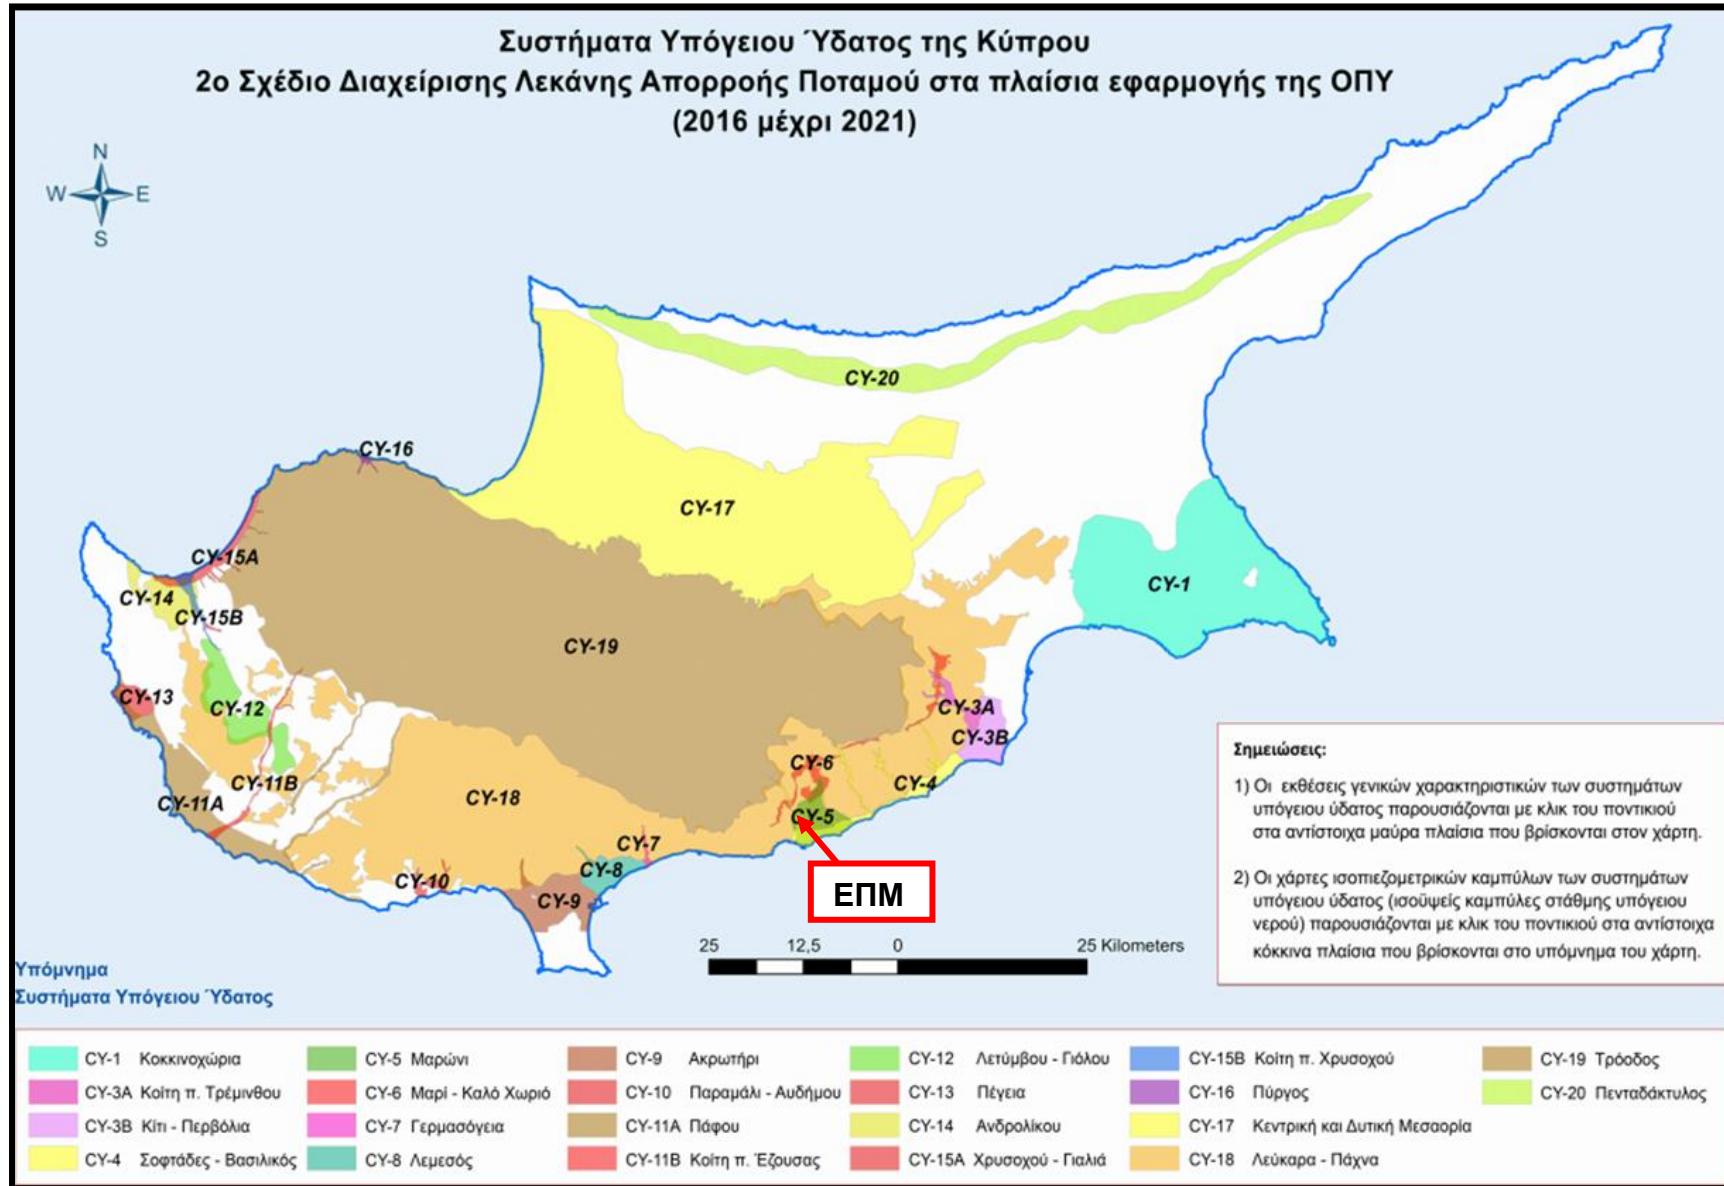 Συστήματα Υπόγειου Ύδατος της Κύπρου
2ο Σχέδιο Διαχείρισης Λεκάνης Απορροής Ποταμού στα πλαίσια εφαρμογής της ΟΠΥ
(2016 μέχρι 2021)
N
W E
S
CY-20
CY-16
CY-17
CY-15A
CY-14
CY-15B
CY-1
CY-19
CY-13
CY-12
CY-3A
CY-3B
CY-6
CY-11B
CY-4
CY-11A
CY-18
CY-5
CY-7
CY-8
CY-10
CY-9
ΕΠΜ
25 12,5 0 25 Kilometers
Σημειώσεις:
1) Οι εκθέσεις γενικών χαρακτηριστικών των συστημάτων
υπόγειου ύδατος παρουσιάζονται με κλικ του ποντικιού
στα αντίστοιχα μαύρα πλαίσια που βρίσκονται στον χάρτη.
2) Οι χάρτες ισοπιεζομετρικών καμπύλων των συστημάτων
υπόγειου ύδατος (ισοϋψείς καμπύλες στάθμης υπόγειου
νερού) παρουσιάζονται με κλικ του ποντικιού στα αντίστοιχα
κόκκινα πλαίσια που βρίσκονται στο υπόμνημα του χάρτη.
Υπόμνημα
Συστήματα Υπόγειου Ύδατος
CY-1 Κοκκινοχώρια
CY-3A Κοίτη π. Τρέμινθου
CY-3B Κίτι - Περβόλια
CY-4 Σοφτάδες - Βασιλικός
CY-5 Μαρώνι
CY-6 Μαρί - Καλό Χωριό
CY-7 Γερμασόγεια
CY-8 Λεμεσός
CY-9 Ακρωτήρι
CY-10 Παραμάλι - Αυδήμου
CY-11A Πάφου
CY-11B Κοίτη π. Έζουσας
CY-12 Λετύμβου - Γιόλου
CY-13 Πέγεια
CY-14 Ανδρολίκου
CY-15A Χρυσοχού - Γιαλιά
CY-15B Κοίτη π. Χρυσοχού
CY-16 Πύργος
CY-17 Κεντρική και Δυτική Μεσαορία
CY-18 Λεύκαρα - Πάχνα
CY-19 Τρόοδος
CY-20 Πενταδάκτυλος